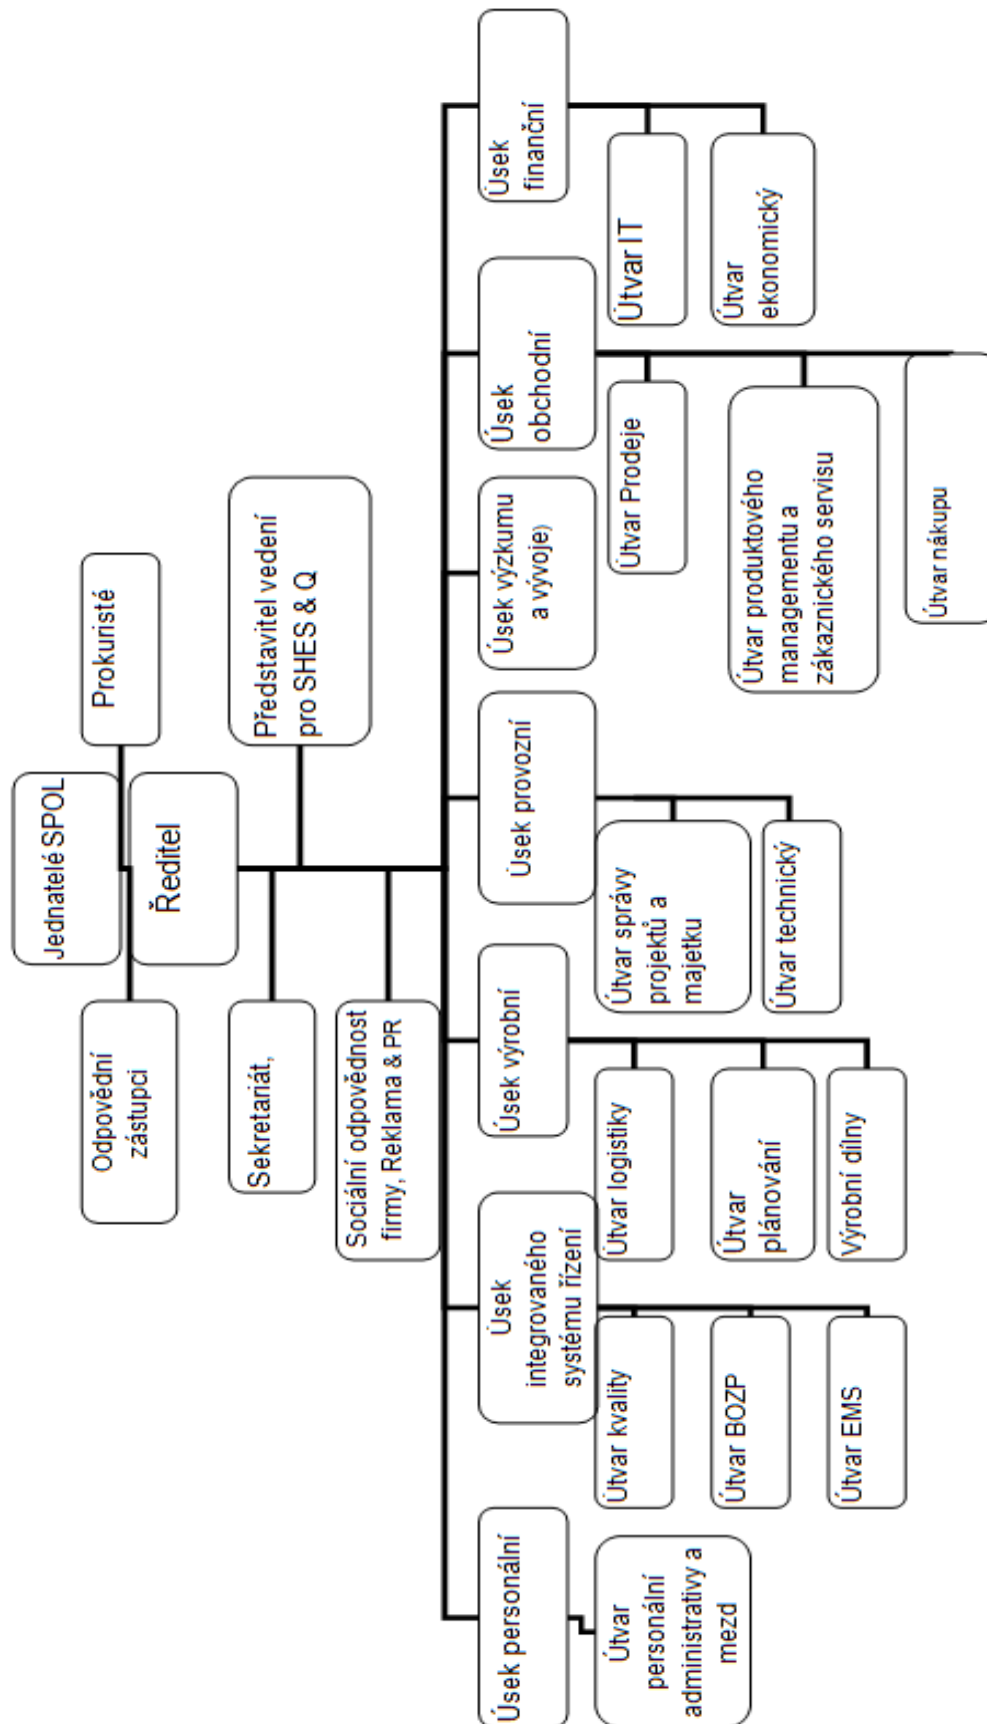 Jednatelé SPOL
Odpovědní
zástupci
Prokuristé
Ředitel
Sekretariát,
Představitel vedení
pro SHES & Q
Sociální odpovědnost
firmy, Reklama & PR
Úsek personální
Útvar
personální
administrativy a
mezd
Úsek
integrovaného
systému řízení
Útvar kvality
Útvar BOZP
Útvar EMS
Úsek výrobní
Útvar logistiky
Útvar
plánování
Výrobní dílny
Úsek provozní
Útvar správy
projektů a
majetku
Útvar technický
Úsek výzkumu
a vývoje)
Úsek
obchodní
Útvar Prodeje
Útvar produktového
managementu a
zákaznického servisu
Útvar nákupu
Úsek
finanční
Útvar IT
Útvar
ekonomický